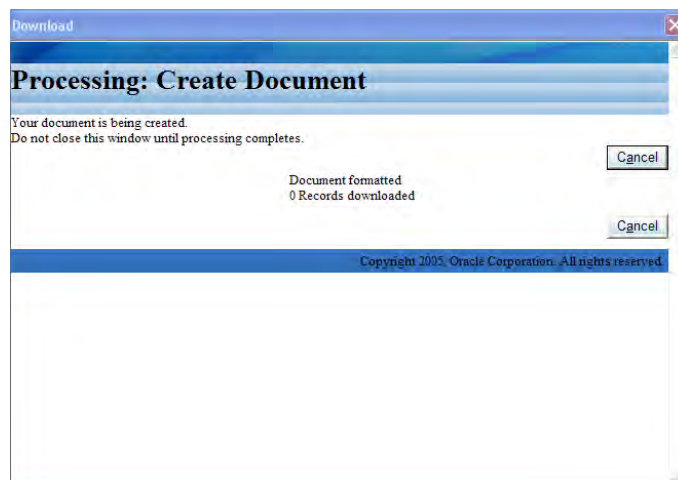 Download
Processing: Create Document
Your document is being created.
Do not close this window until processing completes.
Cancel
Document formatted
0 Records downloaded
Cancel
Copyright 2005, Oracle Corporation. All rights reserved.